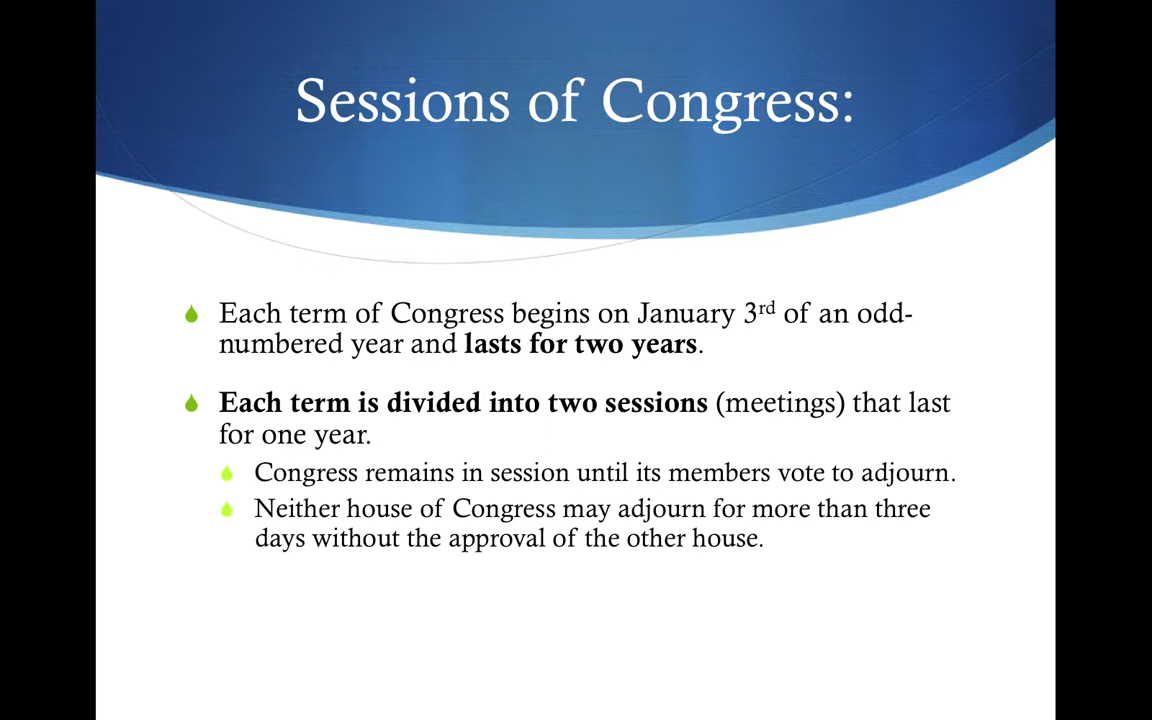 Sessions of Congress:
Each term of Congress begins on January 3rd of an odd-
numbered year and lasts for two years.
Each term is divided into two sessions (meetings) that last
for one year.
Congress remains in session until its members vote to adjourn.
Neither house of Congress may adjourn for more than three
days without the approval of the other house.